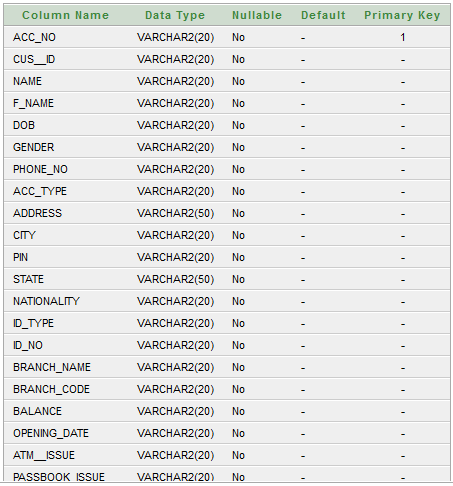 Column Name Data Type Nullable Default Primary Key
ACC_NO VARCHAR2(20) No - 1
CUS__ID VARCHAR2(20) No - -
NAME VARCHAR2(20) No - -
F_NAME VARCHAR2(20) No - -
DOB VARCHAR2(20) No - -
GENDER VARCHAR2(20) No - -
PHONE_NO VARCHAR2(20) No - -
ACC_TYPE VARCHAR2(20) No - -
ADDRESS VARCHAR2(50) No - -
CITY VARCHAR2(20) No - -
PIN VARCHAR2(20) No - -
STATE VARCHAR2(50) No - -
NATIONALITY VARCHAR2(20) No - -
ID_TYPE VARCHAR2(20) No - -
ID_NO VARCHAR2(20) No - -
BRANCH_NAME VARCHAR2(20) No - -
BRANCH_CODE VARCHAR2(20) No - -
BALANCE VARCHAR2(20) No - -
OPENING_DATE VARCHAR2(20) No - -
ATM__ISSUE VARCHAR2(20) No - -
PASSBOOK_ISSUE VARCHAR2(20) No - -